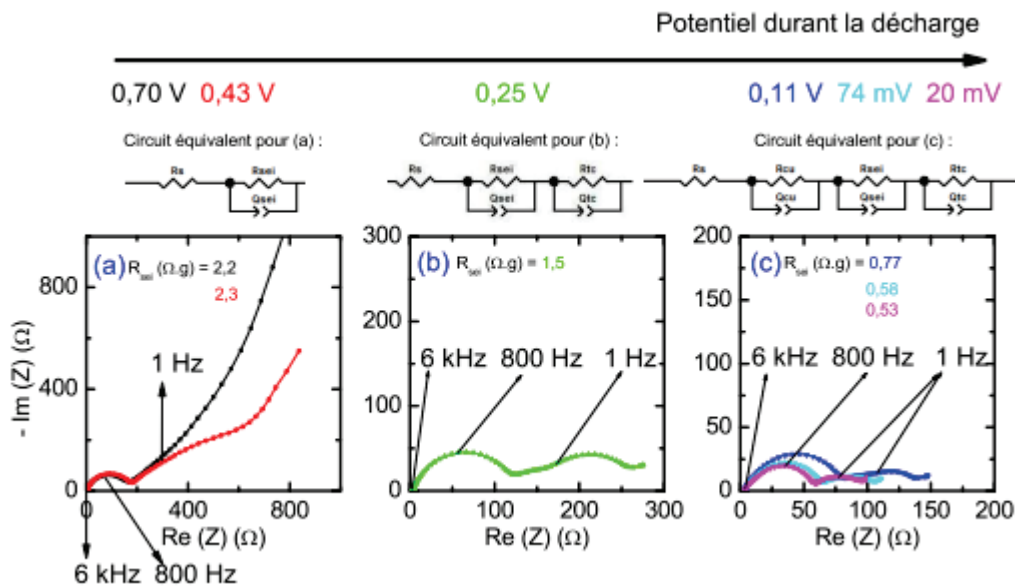 Potentiel durant la décharge
0,70 V 0,43 V 0,25 V 0,11 V 74 mV 20 mV
Circuit équivalent pour (a) : Circuit équivalent pour (b) : Circuit équivalent pour (c) :
Rs Rsei Rs Rsei Rtc Rs Rcu Rsei Rtc
Qsei Qsei Qtc Qcu Qsei Qtc
(a) R sei (Ω.g) = 2,2
2,3
1 Hz
800
400
0
0 400 800
- Im (Z) (Ω)
Re (Z) (Ω)
6 kHz 800 Hz
300
(b) R sei (Ω.g) = 1,5
200
6 kHz 800 Hz 1 Hz
100
0
0 100 200 300
Re (Z) (Ω)
200
(c) R sei (Ω.g) = 0,77
0,58
0,53
150
6 kHz 800 Hz 1 Hz
100
50
0
0 50 100 150 200
Re (Z) (Ω)